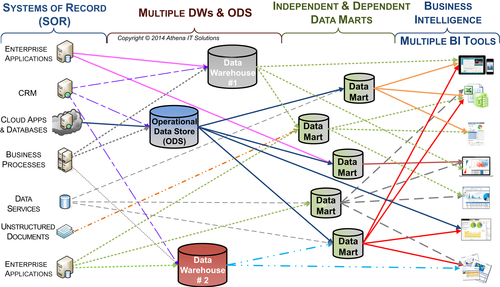 SYSTEMS OF RECORD
(SOR)
MULTIPLE DWS & ODS
INDEPENDENT & DEPENDENT
DATA MARTS
BUSINESS
INTELLIGENCE
MULTIPLE BI TOOLS
Copyright © 2014 Athena IT Solutions
ENTERPRISE
APPLICATIONS
CRM
CLOUD APPS
& DATABASES
BUSINESS
PROCESSES
DATA
SERVICES
UNSTRUCTURED
DOCUMENTS
ENTERPRISE
APPLICATIONS
Data
Warehouse
#1
Operational
Data Store
(ODS)
Data
Warehouse
# 2
Data
Mart
Data
Mart
Data
Mart
Data
Mart
Data
Mart